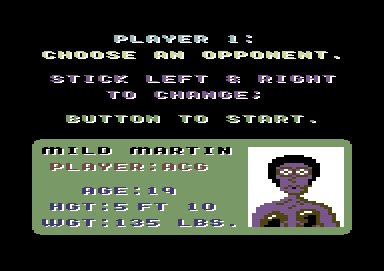 PLAYER 1:
CHOOSE AN OPPONENT.
STICK LEFT & RIGHT
TO CHANGE;
BUTTON TO START.
MILD MARTIN
PLAYER:ACG
AGE:19
HGT:5 FT 10
WGT:135 LBS.